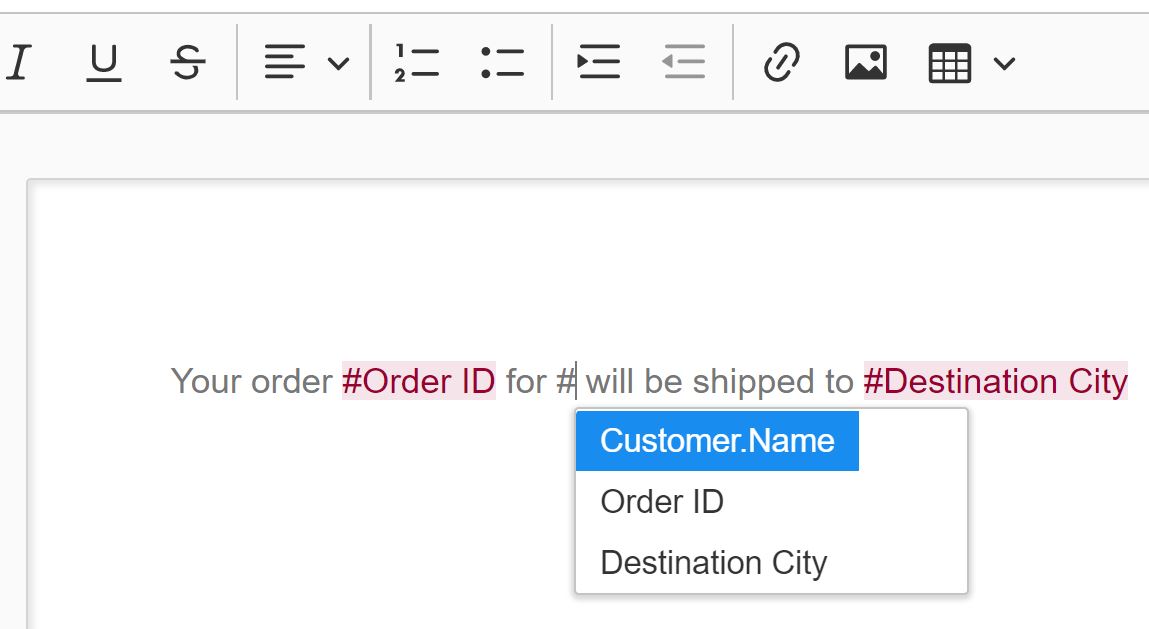 Your order #Order ID for # will be shipped to #Destination City
Customer.Name
Order ID
Destination City